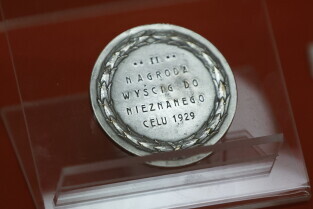 II
NAGRODA
WYŚCIG DO
NIEZNANEGO
CELU 1929